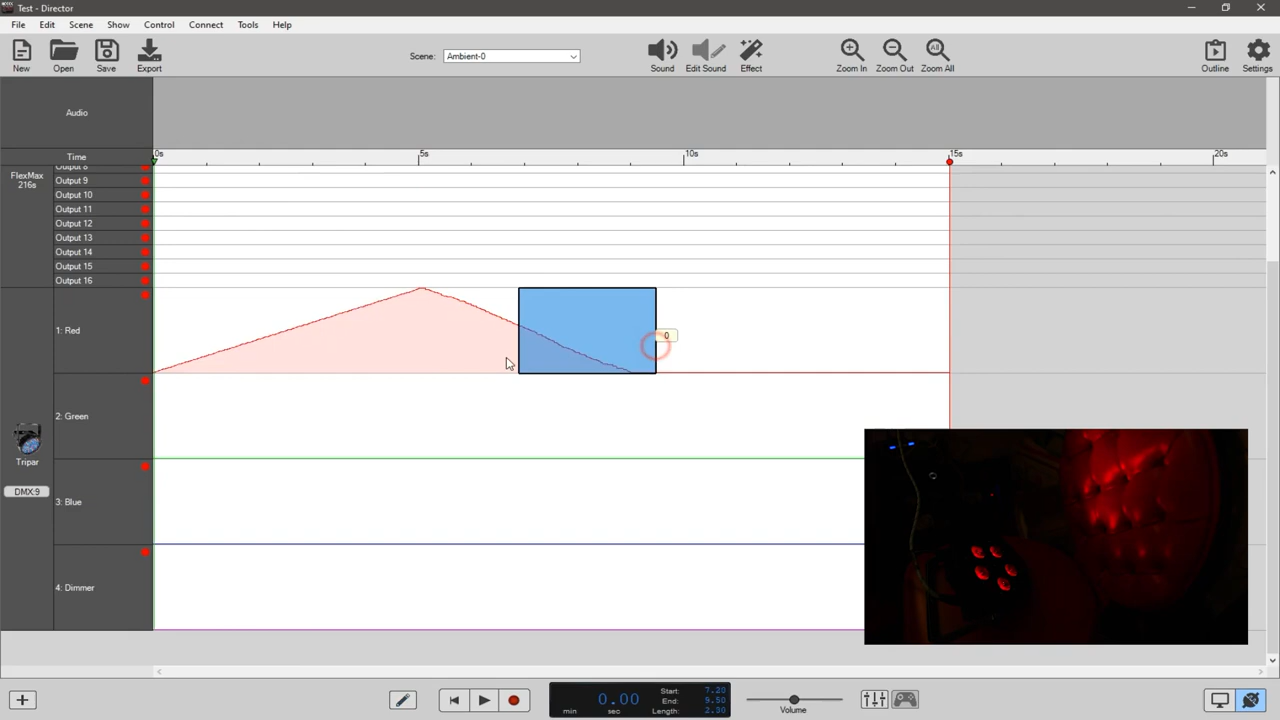 Test - Director
File Edit Scene Show Control Connect Tools Help
New Open Save Export
Scene: Ambient-0
Sound Edit Sound Effect
Zoom In Zoom Out All Zoom All
Outline Settings
Audio
Time 0s 5s 10s 15s 20s
FlexMax
216s
Output 8
Output 9
Output 10
Output 11
Output 12
Output 13
Output 14
Output 15
Output 16
1: Red
0
2: Green
Tripar
DMX:9
3: Blue
4: Dimmer
0.00
min sec
Start: 7.20
End: 9.50
Length: 2.30
Volume